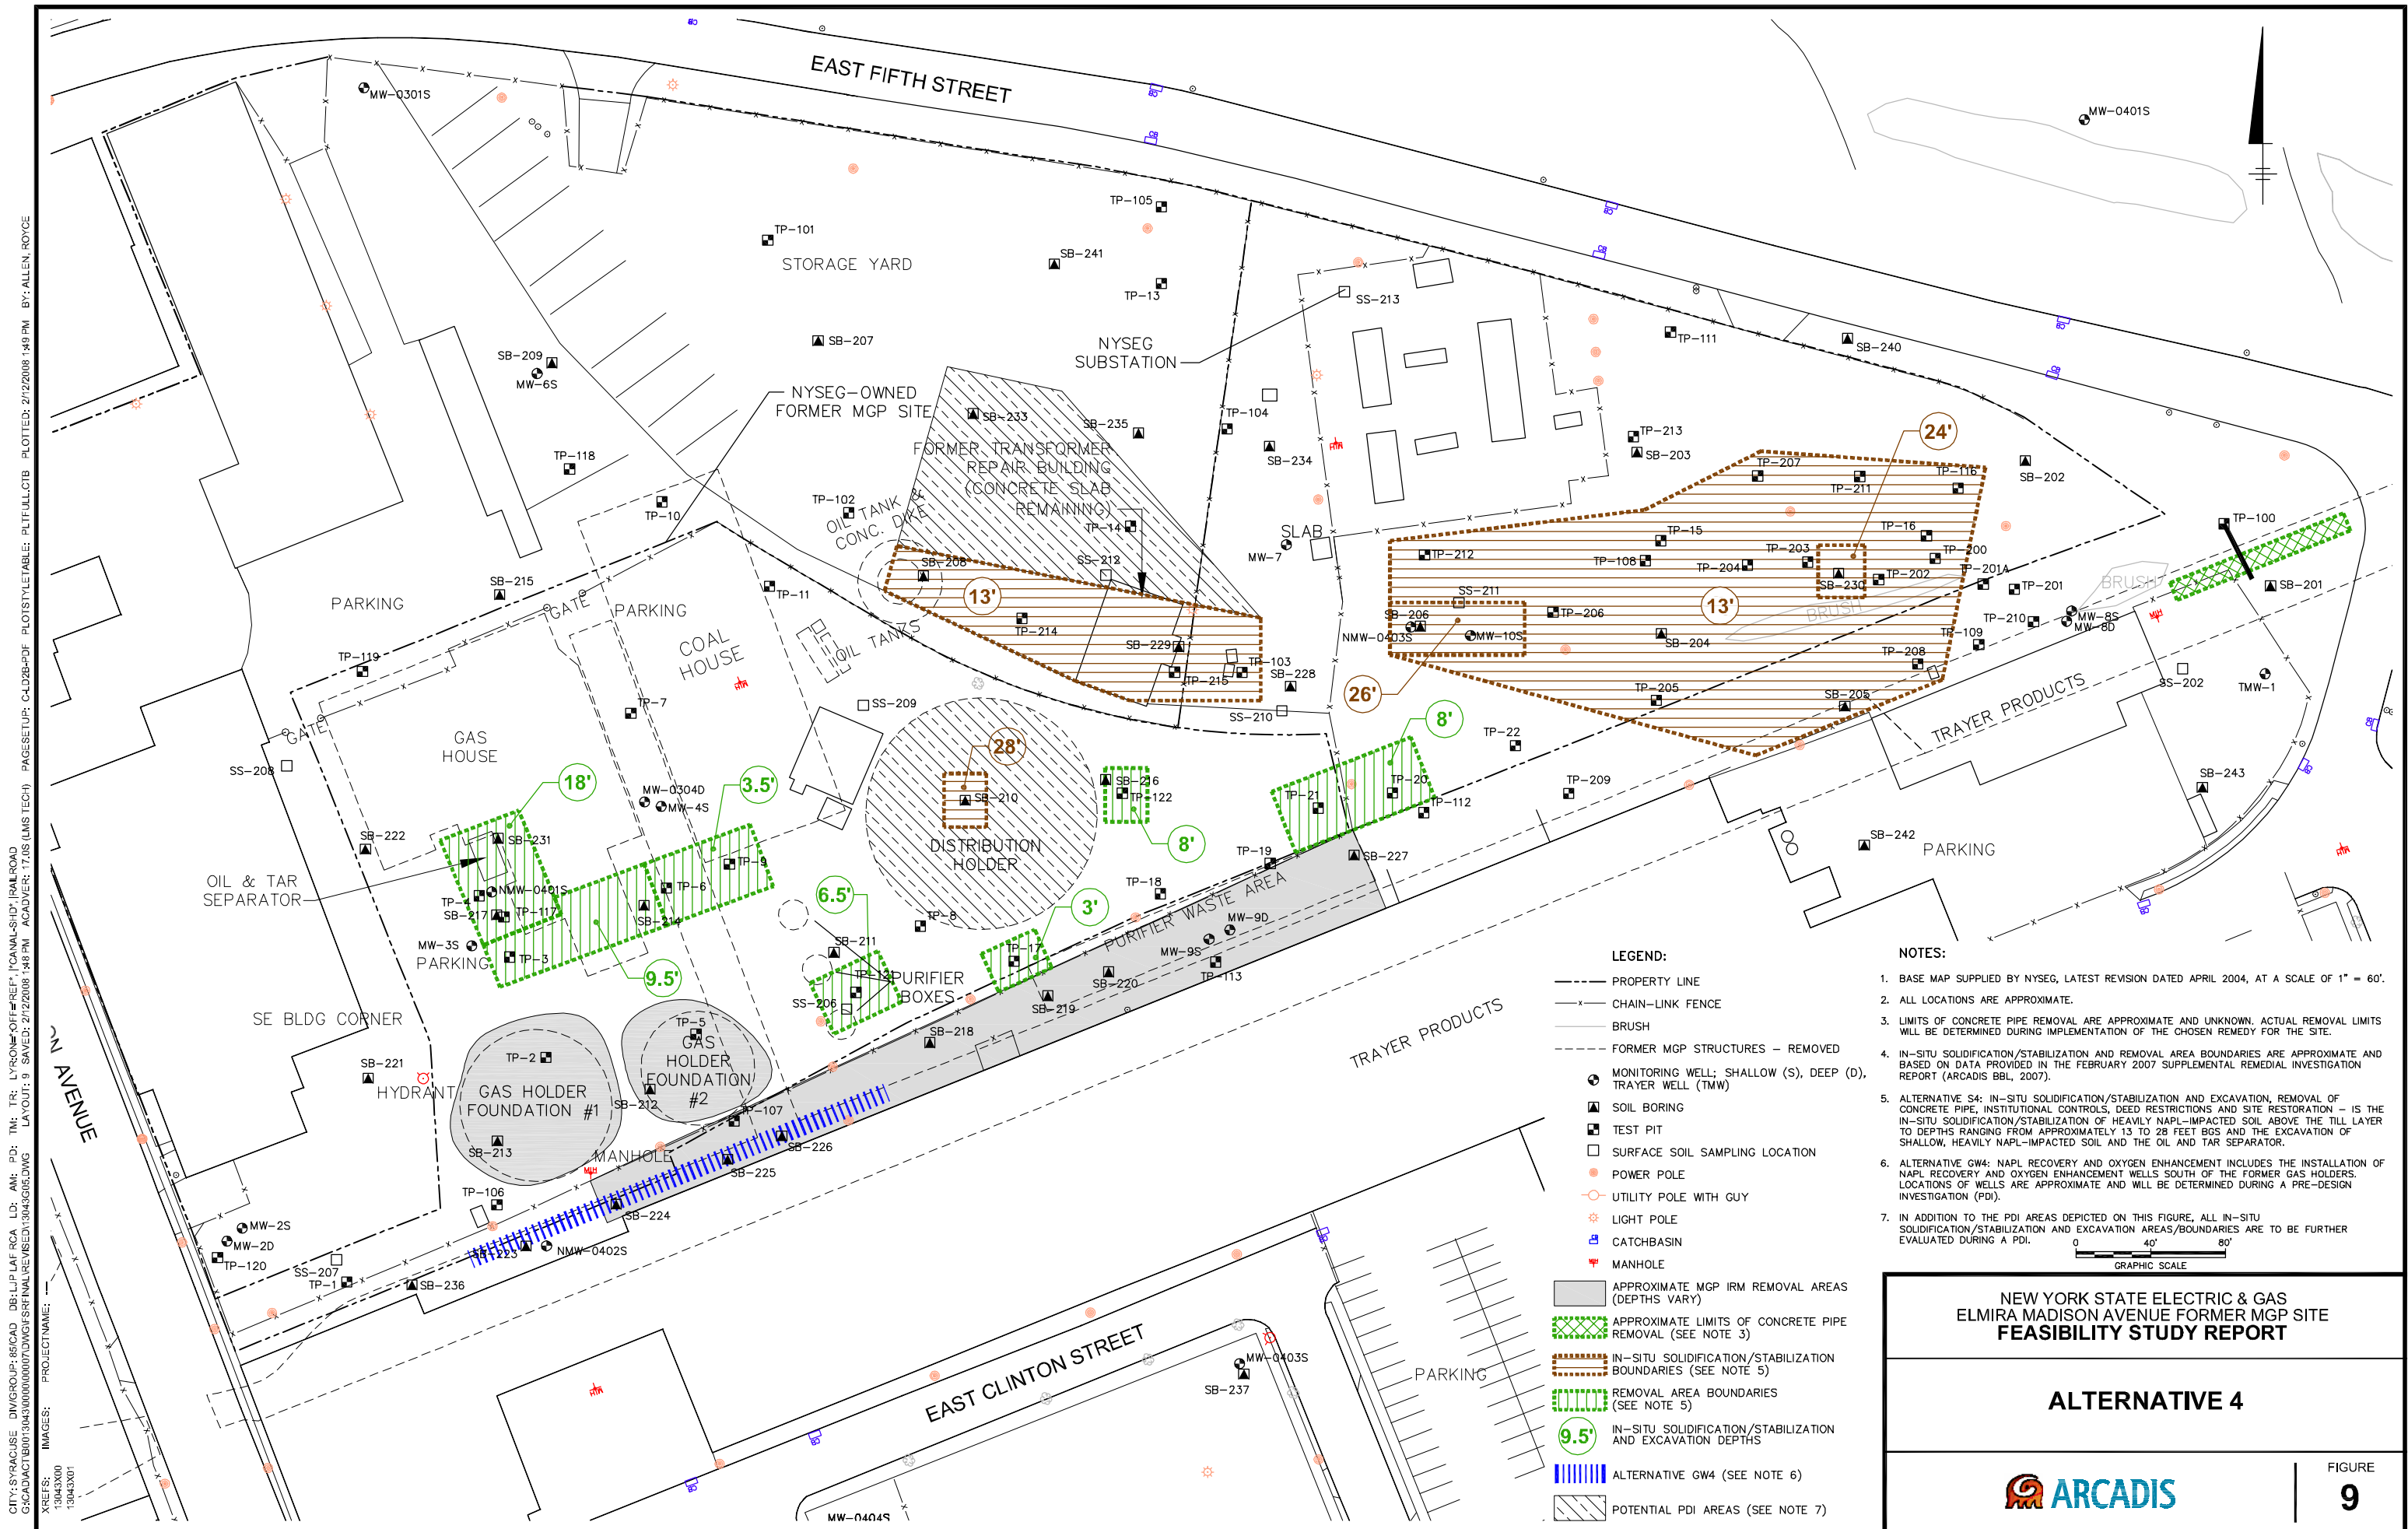 EAST FIFTH STREET
CB
CB
CB
CB
CB
CB
CB
MW-0301S
MW-0401S
TP-105
TP-101
SB-241
STORAGE YARD
TP-13
SS-213
SB-207
NYSEG
SUBSTATION
TP-111
SB-240
SB-209
MW-6S
NYSEG-OWNED
FORMER MGP SITE
SB-233
SB-235
TP-104
SB-234
TP-213
SB-203
24'
SB-202
FORMER TRANSFORMER
REPAIR BUILDING
(CONCRETE SLAB
REMAINING)
TP-118
TP-10
TP-102
OIL TANK &
CONC. DIKE
TP-14
TP-207
TP-211
TP-116
SLAB
MW-7
TP-212
TP-15
TP-108
TP-204
TP-203
TP-16
TP-200
TP-202
TP-201A
TP-201
SB-230
TP-100
SB-201
BRUSH
BRUSH
SB-215
GATE
PARKING
PARKING
TP-11
SB-208
SS-212
13'
TP-214
SS-211
SB-206
NMW-0403S
MW-10S
TP-206
13'
SB-204
TP-210
MW-8S
MW-8D
MH
TP-109
TP-208
COAL
HOUSE
OIL TANKS
SB-229
TP-103
TP-215
SB-228
TP-119
TP-7
SS-209
SS-210
26'
TP-205
SB-205
SS-202
TMW-1
TRAYER PRODUCTS
GATE
GAS
HOUSE
SS-208
28'
8'
TP-22
18'
3.5'
MW-0304D
MW-4S
SB-210
DISTRIBUTION
HOLDER
SB-216
TP-122
8'
TP-21
TP-20
TP-112
TP-209
SB-243
CB
CB
SB-222
SB-231
OIL & TAR
SEPARATOR
NMW-0401S
TP-4
SB-217
TP-117
TP-9
TP-6
SB-214
6.5'
TP-19
SB-227
SB-242
PARKING
CB
TP-18
3'
PURIFIER WASTE AREA
MW-9D
MW-9S
TP-113
TP-8
MW-3S
PARKING
TP-3
9.5'
SB-211
TP-121
SS-206
PURIFIER
BOXES
TP-17
SB-220
SB-219
SB-218
SE BLDG CORNER
TP-2
TP-5
GAS
HOLDER
FOUNDATION
#2
GAS HOLDER
FOUNDATION #1
SB-221
HYDRANT
SB-212
TP-107
SB-213
SB-226
SB-225
MANHOLE
MH
TRAYER PRODUCTS
ON AVENUE
TP-106
SB-224
MW-2S
MW-2D
TP-120
SS-207
TP-1
SB-223
NMW-0402S
SB-236
CB
EAST CLINTON STREET
MW-0403S
SB-237
PARKING
CB
CB
MW-0404S
LEGEND:
PROPERTY LINE
CHAIN-LINK FENCE
BRUSH
FORMER MGP STRUCTURES – REMOVED
MONITORING WELL; SHALLOW (S), DEEP (D),
TRAYER WELL (TMW)
SOIL BORING
TEST PIT
SURFACE SOIL SAMPLING LOCATION
POWER POLE
UTILITY POLE WITH GUY
LIGHT POLE
CATCHBASIN
MANHOLE
APPROXIMATE MGP IRM REMOVAL AREAS
(DEPTHS VARY)
APPROXIMATE LIMITS OF CONCRETE PIPE
REMOVAL (SEE NOTE 3)
IN-SITU SOLIDIFICATION/STABILIZATION
BOUNDARIES (SEE NOTE 5)
REMOVAL AREA BOUNDARIES
(SEE NOTE 5)
9.5'
IN-SITU SOLIDIFICATION/STABILIZATION
AND EXCAVATION DEPTHS
ALTERNATIVE GW4 (SEE NOTE 6)
POTENTIAL PDI AREAS (SEE NOTE 7)
NOTES:
1. BASE MAP SUPPLIED BY NYSEG, LATEST REVISION DATED APRIL 2004, AT A SCALE OF 1" = 60'.
2. ALL LOCATIONS ARE APPROXIMATE.
3. LIMITS OF CONCRETE PIPE REMOVAL ARE APPROXIMATE AND UNKNOWN. ACTUAL REMOVAL LIMITS
WILL BE DETERMINED DURING IMPLEMENTATION OF THE CHOSEN REMEDY FOR THE SITE.
4. IN-SITU SOLIDIFICATION/STABILIZATION AND REMOVAL AREA BOUNDARIES ARE APPROXIMATE AND
BASED ON DATA PROVIDED IN THE FEBRUARY 2007 SUPPLEMENTAL REMEDIAL INVESTIGATION
REPORT (ARCADIS BBL, 2007).
5. ALTERNATIVE S4: IN-SITU SOLIDIFICATION/STABILIZATION AND EXCAVATION, REMOVAL OF
CONCRETE PIPE, INSTITUTIONAL CONTROLS, DEED RESTRICTIONS AND SITE RESTORATION – IS THE
IN-SITU SOLIDIFICATION/STABILIZATION OF HEAVILY NAPL-IMPACTED SOIL ABOVE THE TILL LAYER
TO DEPTHS RANGING FROM APPROXIMATELY 13 TO 28 FEET BGS AND THE EXCAVATION OF
SHALLOW, HEAVILY NAPL-IMPACTED SOIL AND THE OIL AND TAR SEPARATOR.
6. ALTERNATIVE GW4: NAPL RECOVERY AND OXYGEN ENHANCEMENT INCLUDES THE INSTALLATION OF
NAPL RECOVERY AND OXYGEN ENHANCEMENT WELLS SOUTH OF THE FORMER GAS HOLDERS.
LOCATIONS OF WELLS ARE APPROXIMATE AND WILL BE DETERMINED DURING A PRE-DESIGN
INVESTIGATION (PDI).
7. IN ADDITION TO THE PDI AREAS DEPICTED ON THIS FIGURE, ALL IN-SITU
SOLIDIFICATION/STABILIZATION AND EXCAVATION AREAS/BOUNDARIES ARE TO BE FURTHER
EVALUATED DURING A PDI.
0 40' 80'
GRAPHIC SCALE
NEW YORK STATE ELECTRIC & GAS
ELMIRA MADISON AVENUE FORMER MGP SITE
FEASIBILITY STUDY REPORT
ALTERNATIVE 4
ARCADIS
FIGURE
9
XREFS: IMAGES: PROJECTNAME:
13043X00
13043X01